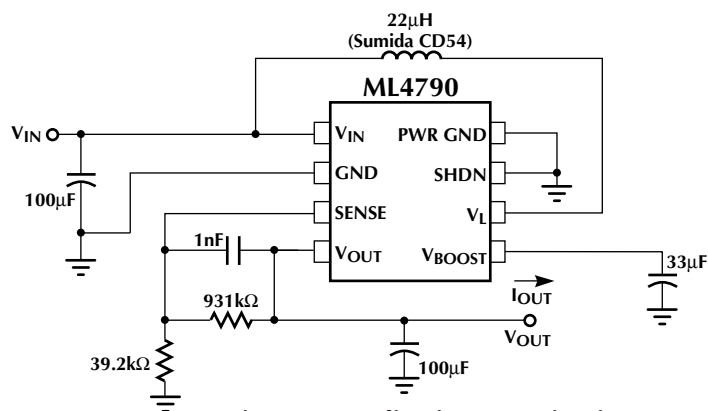 22µH
(Sumida CD54)
ML4790
VIN
VIN
PWR GND
GND
SHDN
100µF
SENSE
VL
1nF
VOUT
VBOOST
33µF
IOUT
931kΩ
VOUT
39.2kΩ
100µF